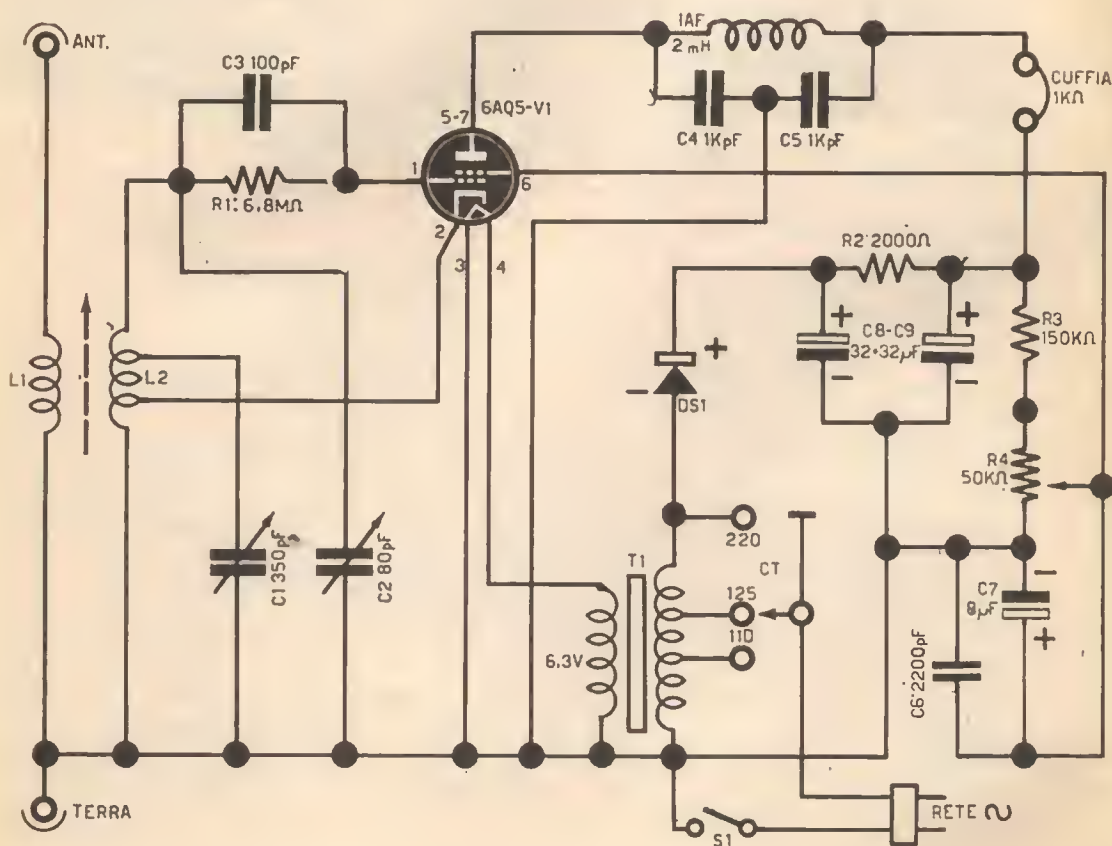 ANT.
C3 100pF
R1: 6.8MΩ
5-7
6AQ5-V1
1
6
2
3
4
1AF
2mH
C4 1KpF
C5 1KpF
CUFFIA
1KΩ
R2: 2000Ω
+
C8-C9
+
32+32µF
-
-
R3
150KΩ
+
-
DS1
R4
50KΩ
L1
L2
C1 350pF
C2 80pF
220
T1
CT
125
110
6.3V
-
C7
8µF
+
C6: 2200pF
TERRA
S1
RETE ∿